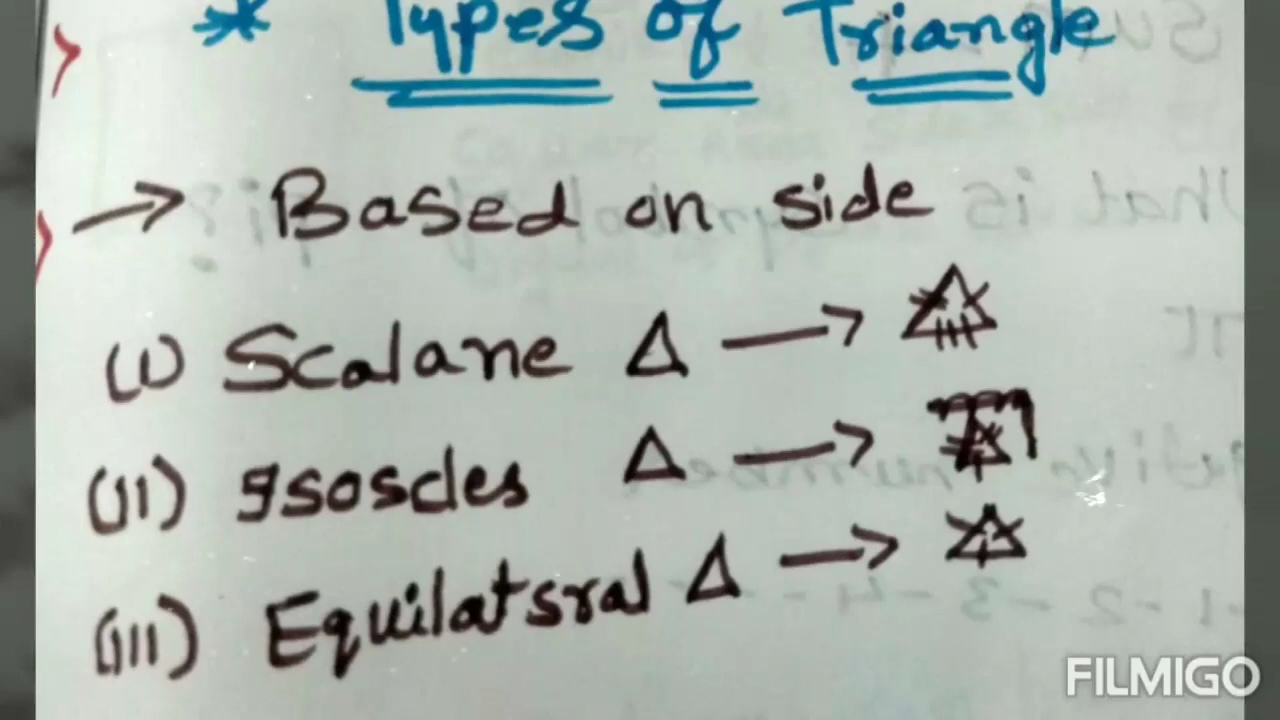 * Types of Triangle
→ Based on side
(i) Scalane Δ →
(ii) Isoscles Δ →
(iii) Equilatsral Δ →
FILMIGO